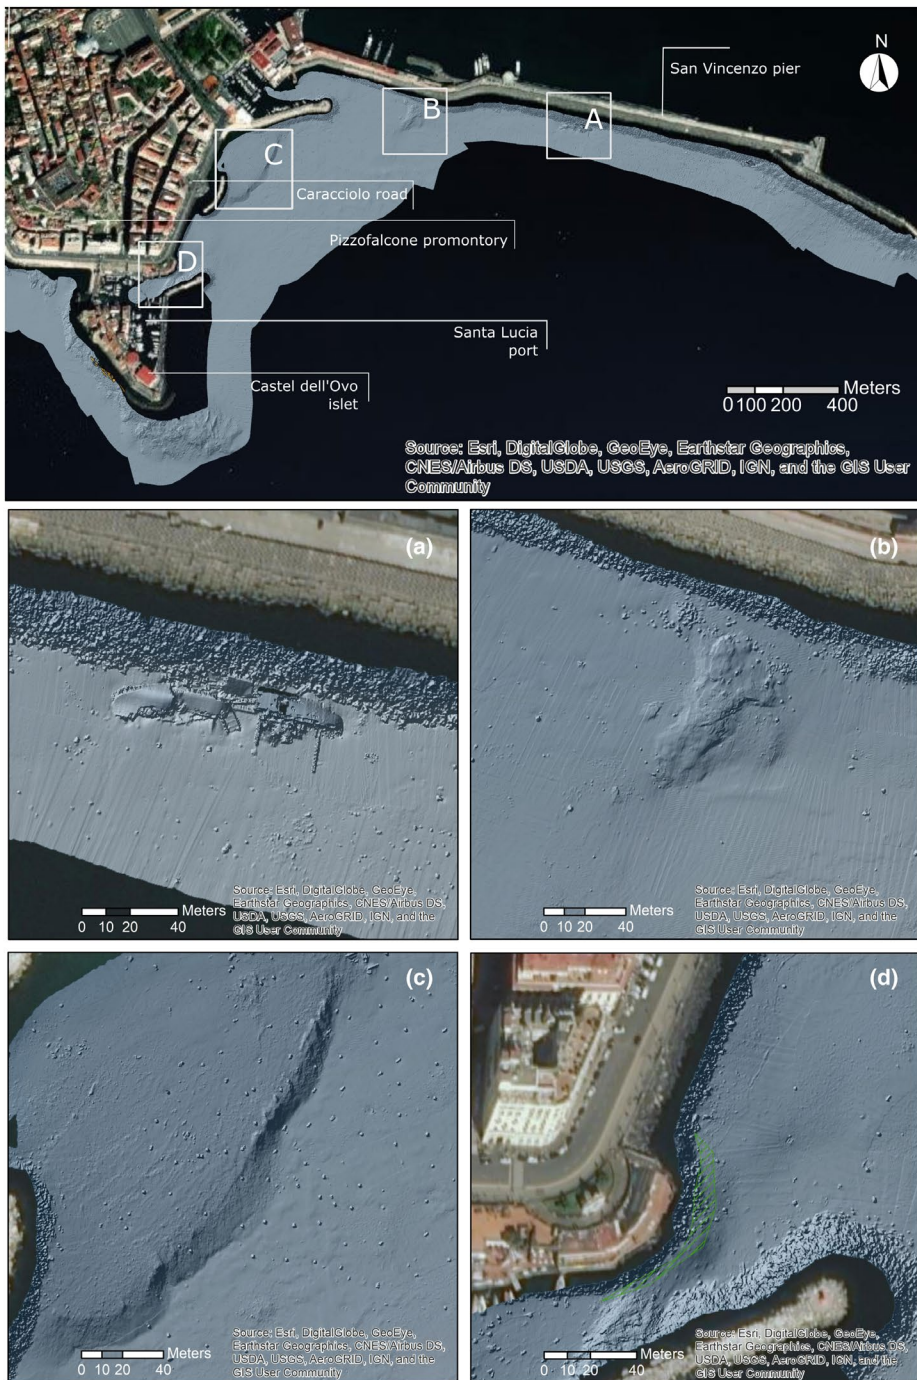 N
San Vincenzo pier
B
A
C
Caracciolo road
Pizzofalcone promontory
D
Santa Lucia
port
Castel dell'Ovo
islet
Meters
0 100 200 400
Source: Esri, DigitalGlobe, GeoEye, Earthstar Geographics,
CNES/Airbus DS, USDA, USGS, AeroGRID, IGN, and the GIS User
Community
(a)
Meters
0 10 20 40
Source: Esri, DigitalGlobe, GeoEye,
Earthstar Geographics, CNES/Airbus DS,
USDA, USGS, AeroGRID, IGN, and the
GIS User Community
(b)
Meters
0 10 20 40
Source: Esri, DigitalGlobe, GeoEye,
Earthstar Geographics, CNES/Airbus DS,
USDA, USGS, AeroGRID, IGN, and the
GIS User Community
(c)
Meters
0 10 20 40
Source: Esri, DigitalGlobe, GeoEye,
Earthstar Geographics, CNES/Airbus DS,
USDA, USGS, AeroGRID, IGN, and the
GIS User Community
(d)
Meters
0 10 20 40
Source: Esri, DigitalGlobe, GeoEye,
Earthstar Geographics, CNES/Airbus DS,
USDA, USGS, AeroGRID, IGN, and the
GIS User Community